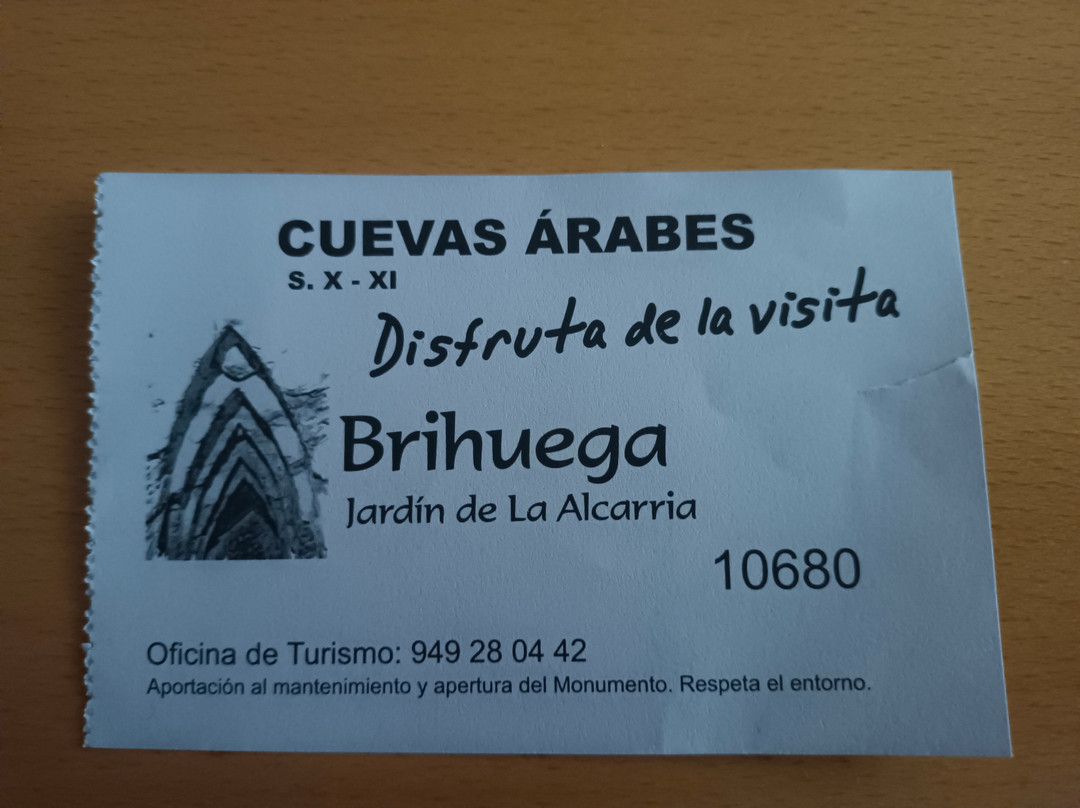 CUEVAS ÁRABES
S. X - XI
Disfruta de la visita
Brihuega
Jardín de La Alcarria
10680
Oficina de Turismo: 949 28 04 42
Aportación al mantenimiento y apertura del Monumento. Respeta el entorno.